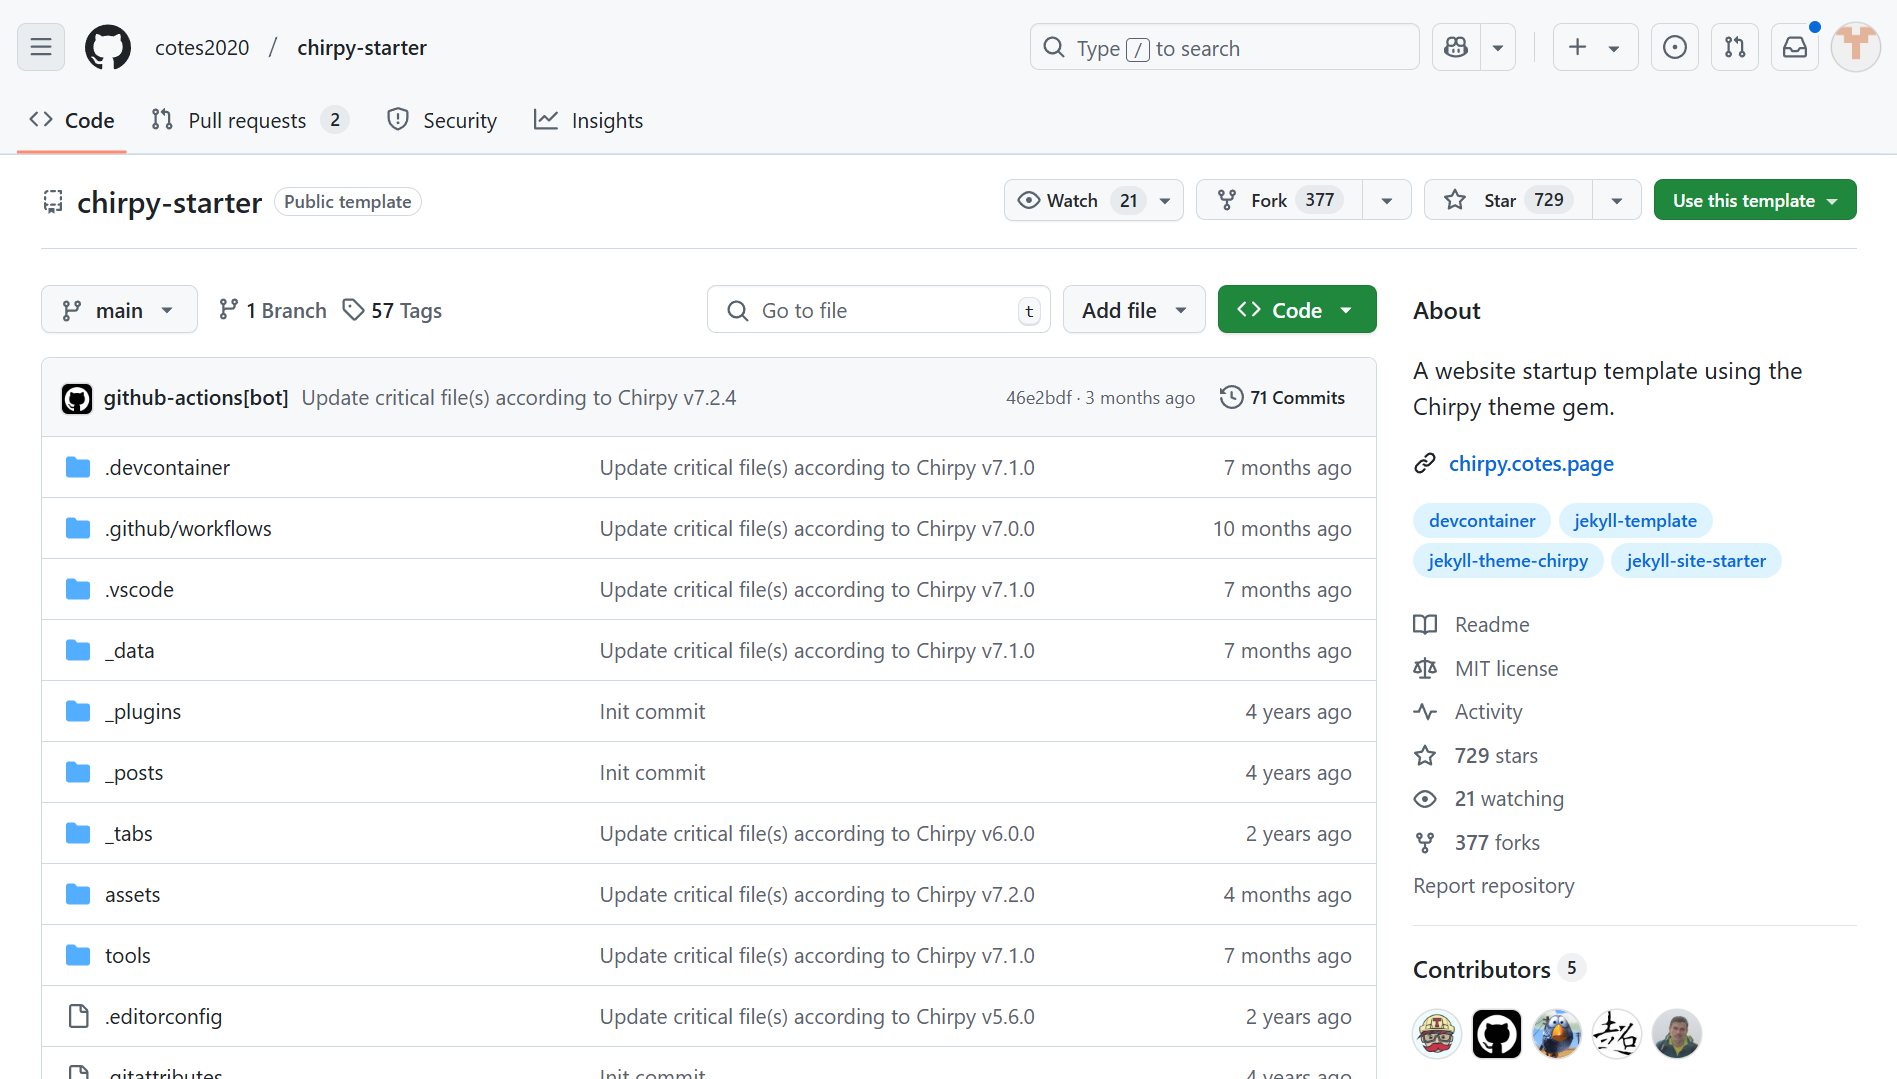 cotes2020 / chirpy-starter
Type / to search
Code
Pull requests 2
Security
Insights
chirpy-starter Public template
Watch 21
Fork 377
Star 729
Use this template
main
1 Branch
57 Tags
Go to file t
Add file
Code
github-actions[bot] Update critical file(s) according to Chirpy v7.2.4 46e2bdf · 3 months ago 71 Commits
.devcontainer Update critical file(s) according to Chirpy v7.1.0 7 months ago
.github/workflows Update critical file(s) according to Chirpy v7.0.0 10 months ago
.vscode Update critical file(s) according to Chirpy v7.1.0 7 months ago
_data Update critical file(s) according to Chirpy v7.1.0 7 months ago
_plugins Init commit 4 years ago
_posts Init commit 4 years ago
_tabs Update critical file(s) according to Chirpy v6.0.0 2 years ago
assets Update critical file(s) according to Chirpy v7.2.0 4 months ago
tools Update critical file(s) according to Chirpy v7.1.0 7 months ago
.editorconfig Update critical file(s) according to Chirpy v5.6.0 2 years ago
.gitattributes Init commit 4 years ago
About
A website startup template using the
Chirpy theme gem.
chirpy.cotes.page
devcontainer jekyll-template
jekyll-theme-chirpy jekyll-site-starter
Readme
MIT license
Activity
729 stars
21 watching
377 forks
Report repository
Contributors 5